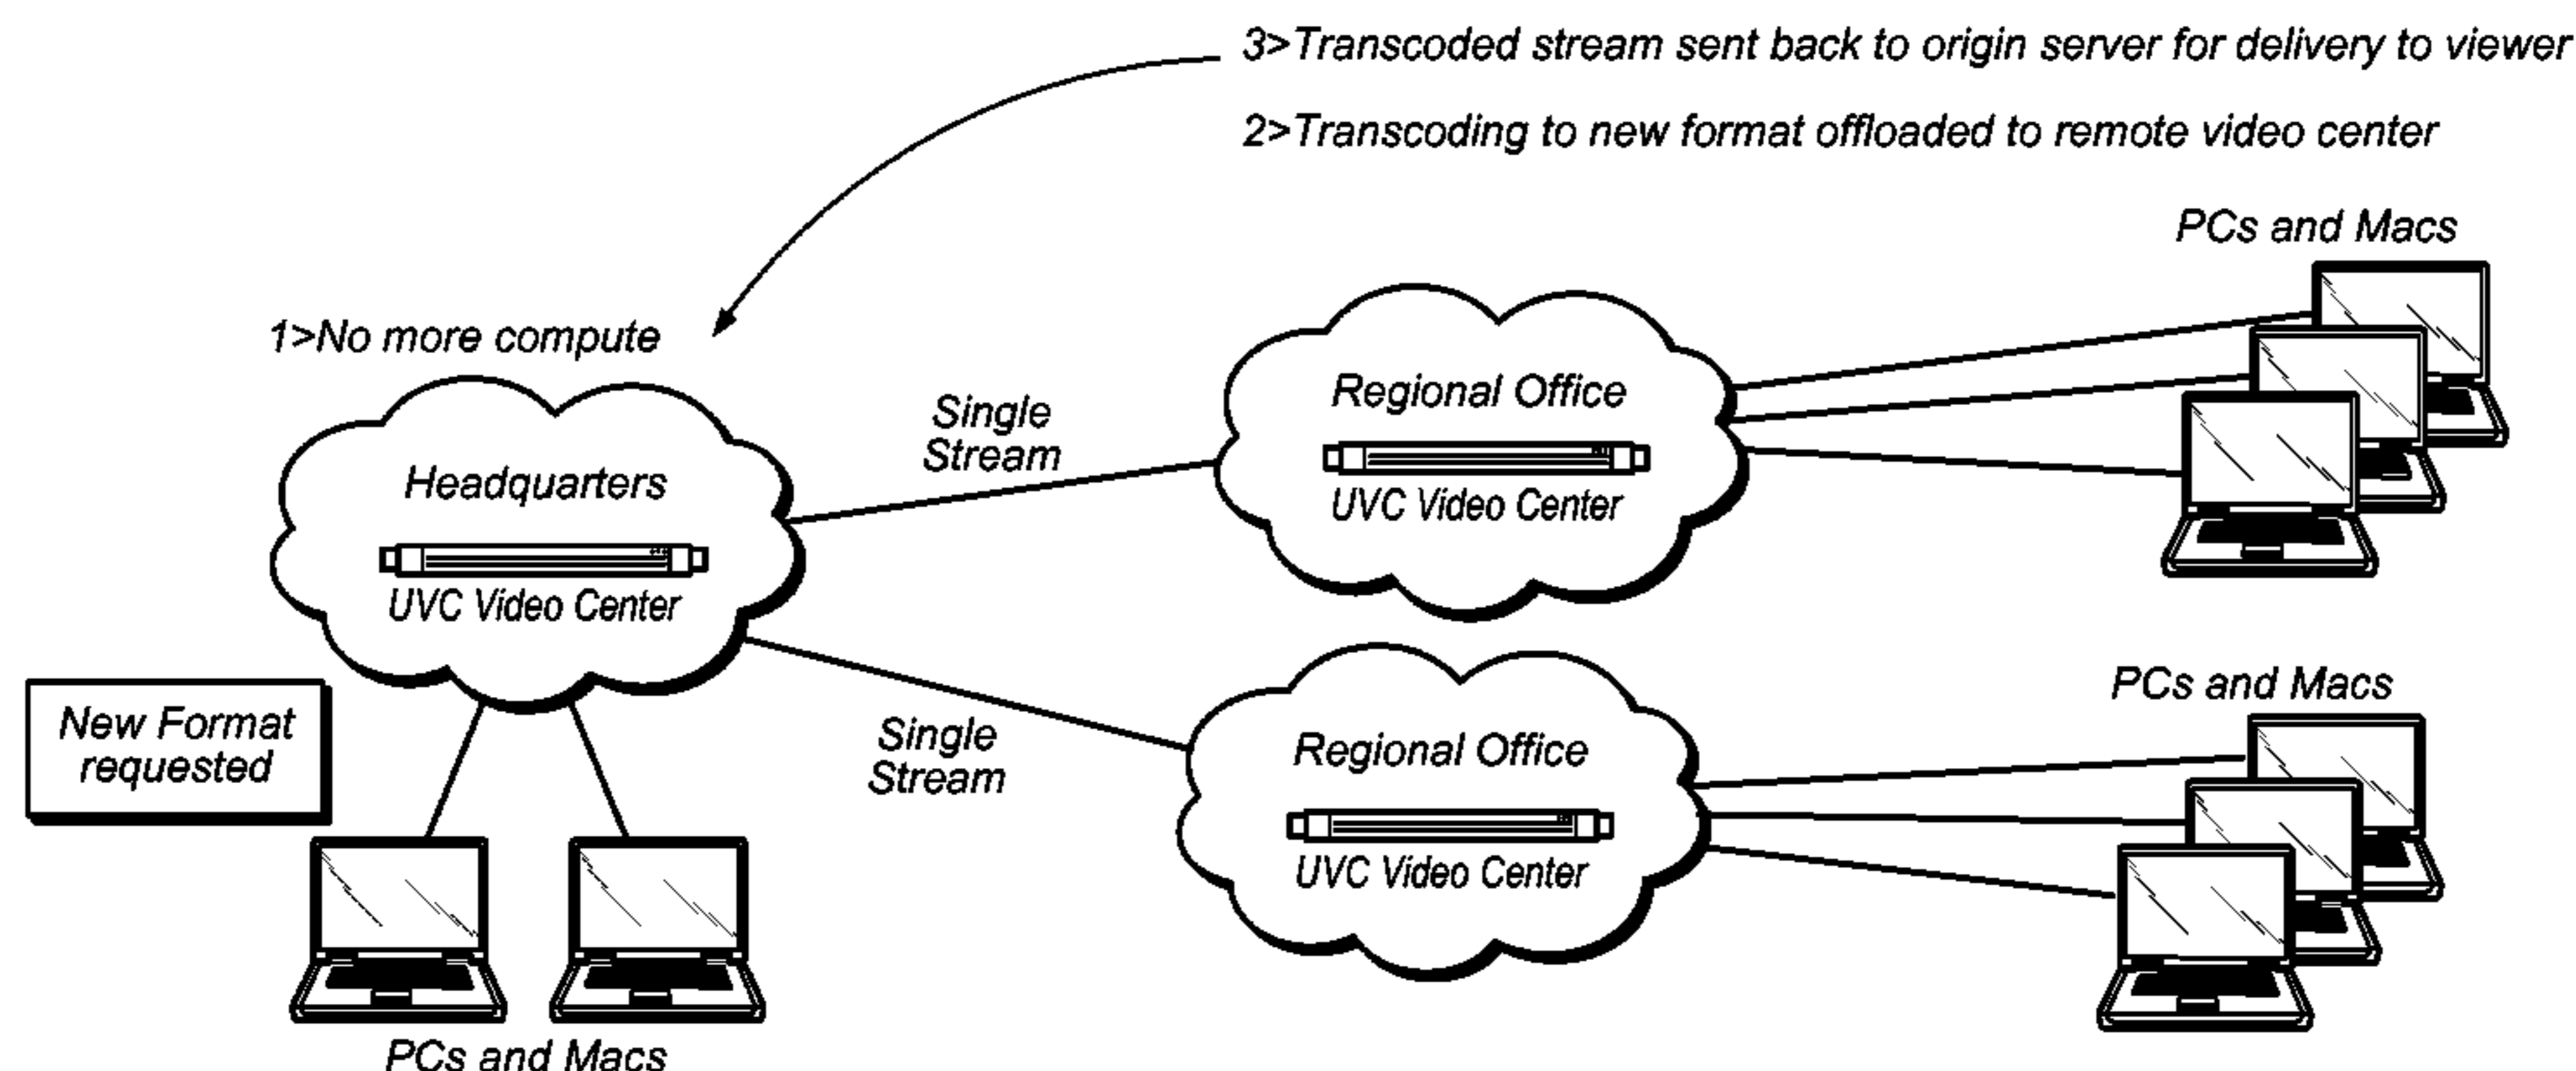 3>Transcoded stream sent back to origin server for delivery to viewer
2>Transcoding to new format offloaded to remote video center
PCs and Macs
1>No more compute
Regional Office
UVC Video Center
Single
Stream
Headquarters
UVC Video Center
New Format
requested
Single
Stream
Regional Office
UVC Video Center
PCs and Macs
PCs and Macs